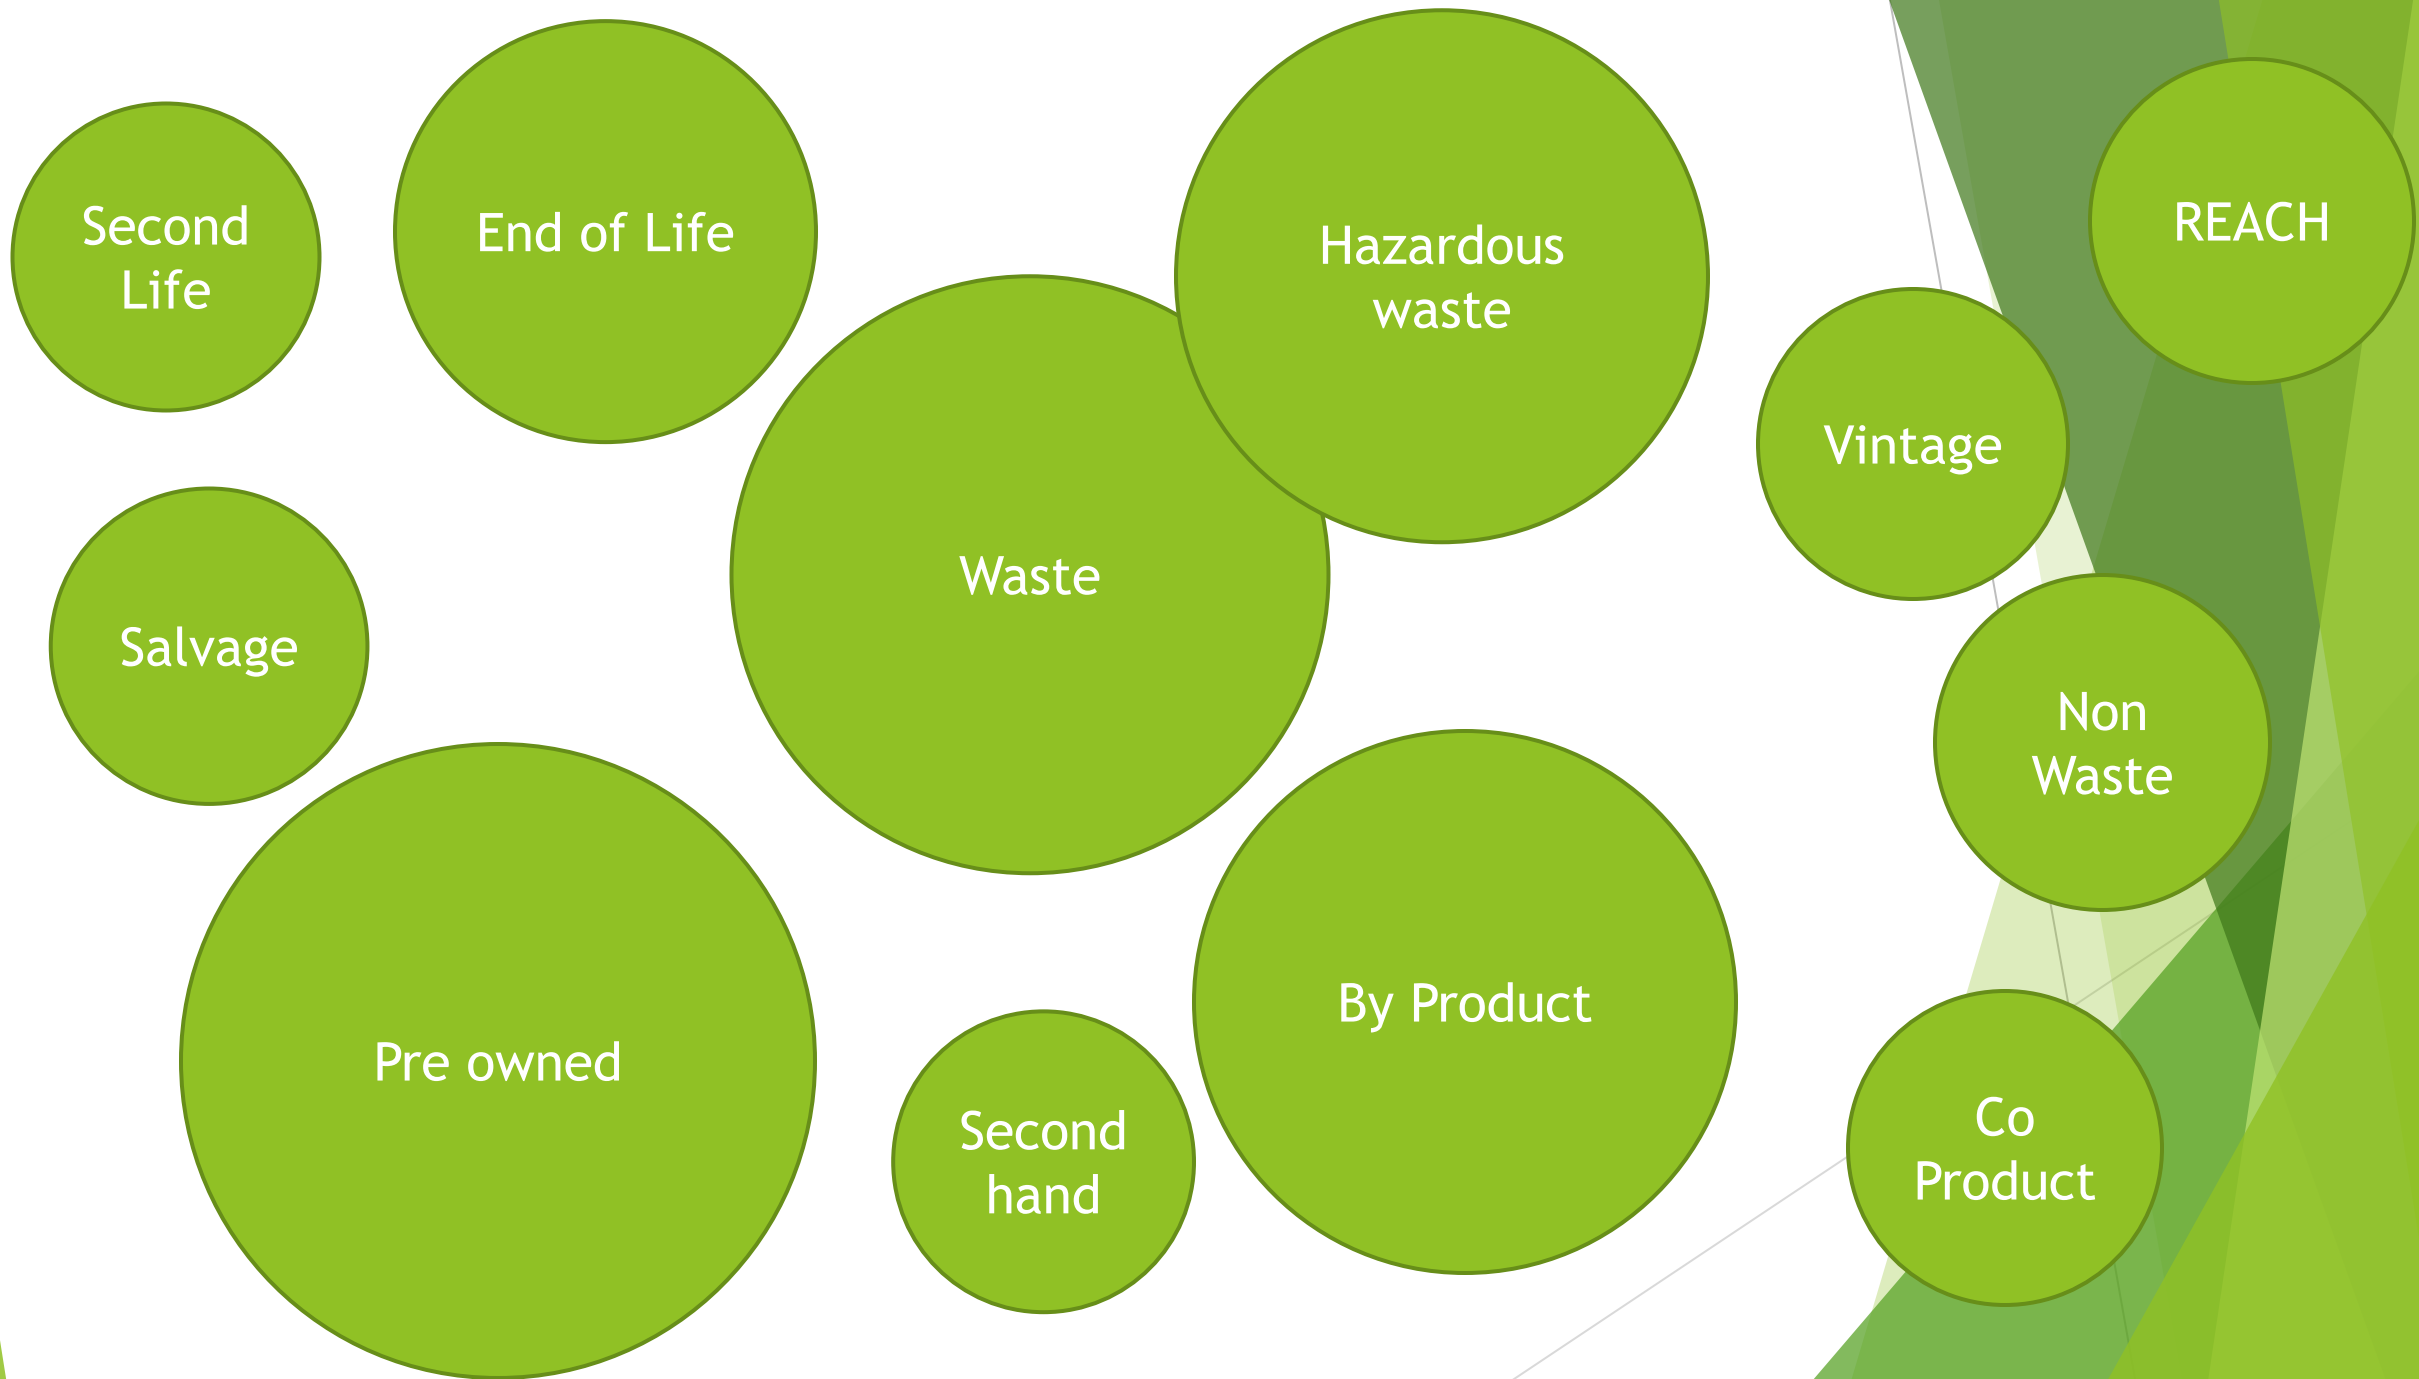 Second
Life
End of Life
Hazardous
waste
REACH
Vintage
Waste
Salvage
Non
Waste
Pre owned
By Product
Second
hand
Co
Product